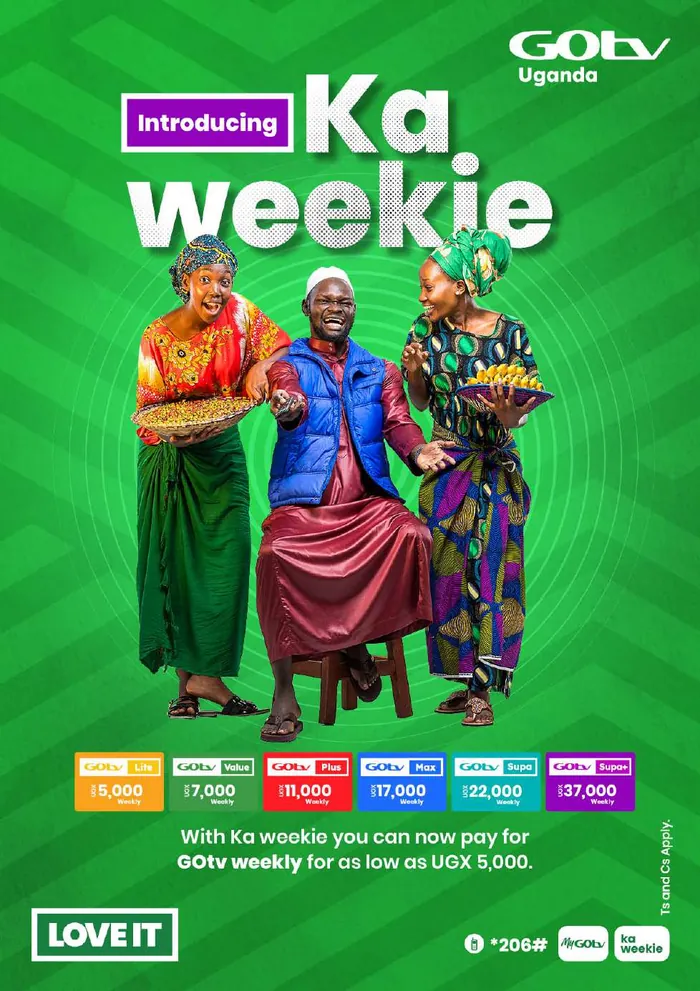 GOtv
Uganda
Introducing
Ka
weekie
GOtv Lite
UGX 5,000
Weekly
GOtv Value
UGX 7,000
Weekly
GOtv Plus
UGX 11,000
Weekly
GOtv Max
UGX 17,000
Weekly
GOtv Supa
UGX 22,000
Weekly
GOtv Supa+
UGX 37,000
Weekly
With Ka weekie you can now pay for
GOtv weekly for as low as UGX 5,000.
Ts and Cs Apply.
LOVE IT
*206#
MyGOtv
ka
weekie